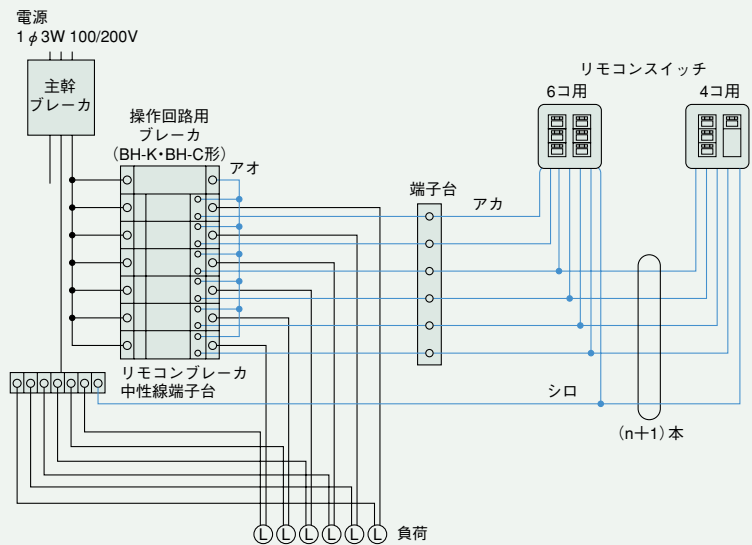 電源
1φ3W 100/200V
主幹
ブレーカ
操作回路用
ブレーカ
(BH-K・BH-C形)
アオ
リモコンスイッチ
6コ用
4コ用
端子台
アカ
リモコンブレーカ
中性線端子台
シロ
(n+1)本
L
L
L
L
L
L
負荷